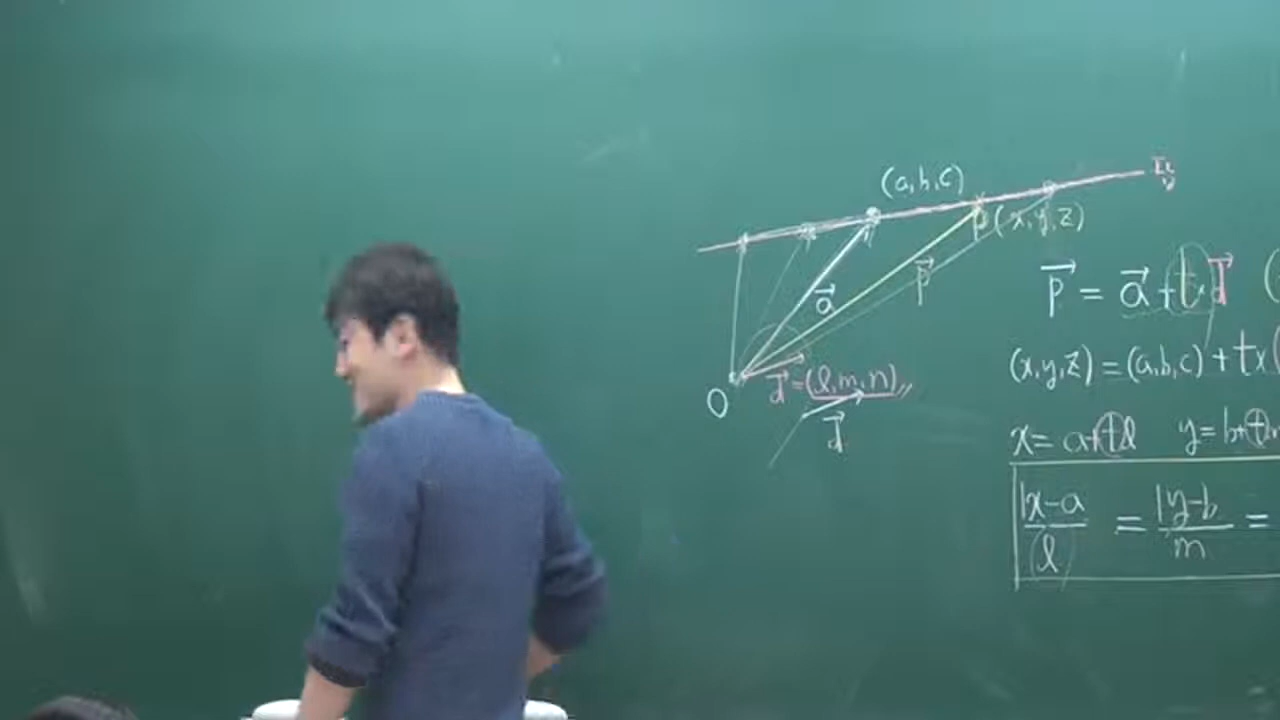 (a,b,c)
P(x,y,z)
a⃗
p⃗
O
d⃗=(l,m,n)
d⃗
p⃗ = a⃗ + t×d⃗ (
(x,y,z) = (a,b,c) + t×(
x = a+tl y = b+t
x-a/l = y-b/m =